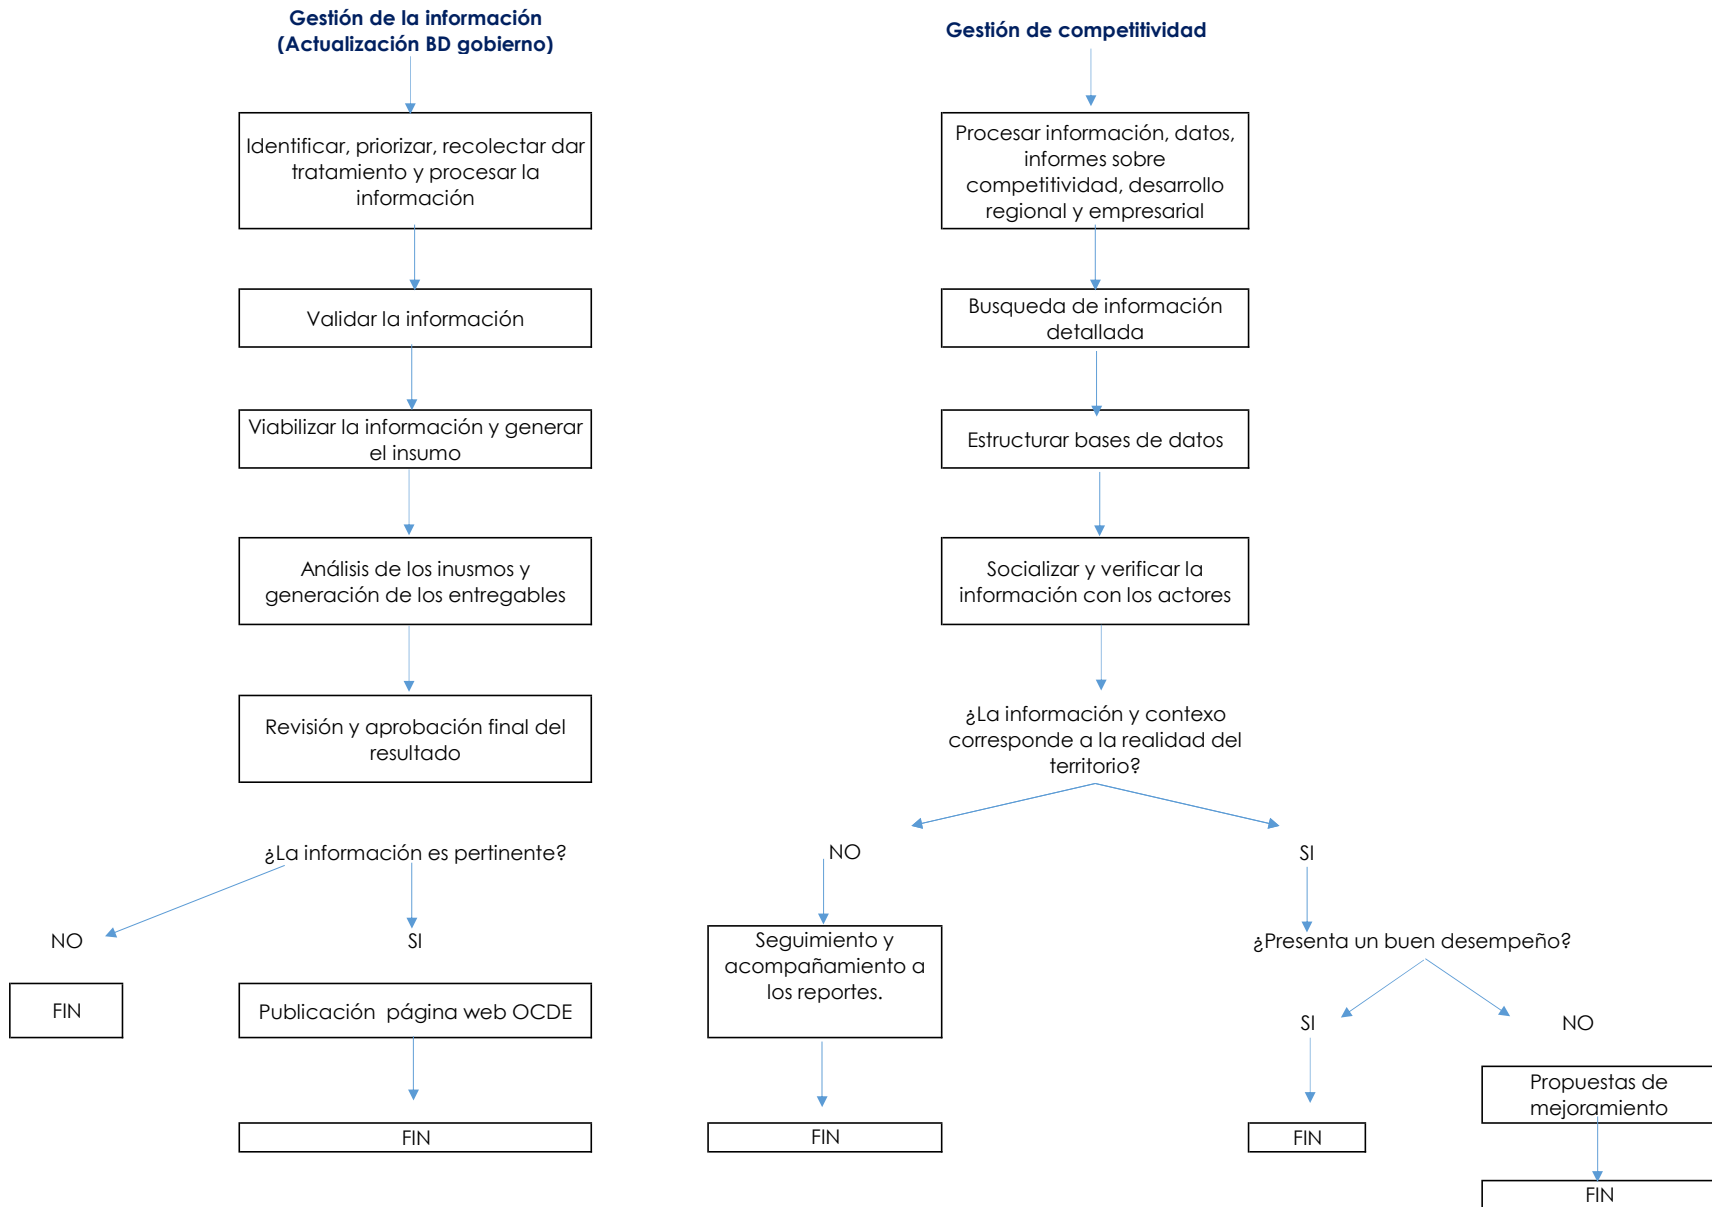 Gestión de la información
(Actualización BD gobierno)
Identificar, priorizar, recolectar dar
tratamiento y procesar la
información
Validar la información
Viabilizar la información y generar
el insumo
Análisis de los inusmos y
generación de los entregables
Revisión y aprobación final del
resultado
¿La información es pertinente?
NO
SI
FIN
Publicación página web OCDE
FIN
Gestión de competitividad
Procesar información, datos,
informes sobre
competitividad, desarrollo
regional y empresarial
Busqueda de información
detallada
Estructurar bases de datos
Socializar y verificar la
información con los actores
¿La información y contexo
corresponde a la realidad del
territorio?
NO
SI
Seguimiento y
acompañamiento a
los reportes.
FIN
¿Presenta un buen desempeño?
SI
NO
FIN
Propuestas de
mejoramiento
FIN